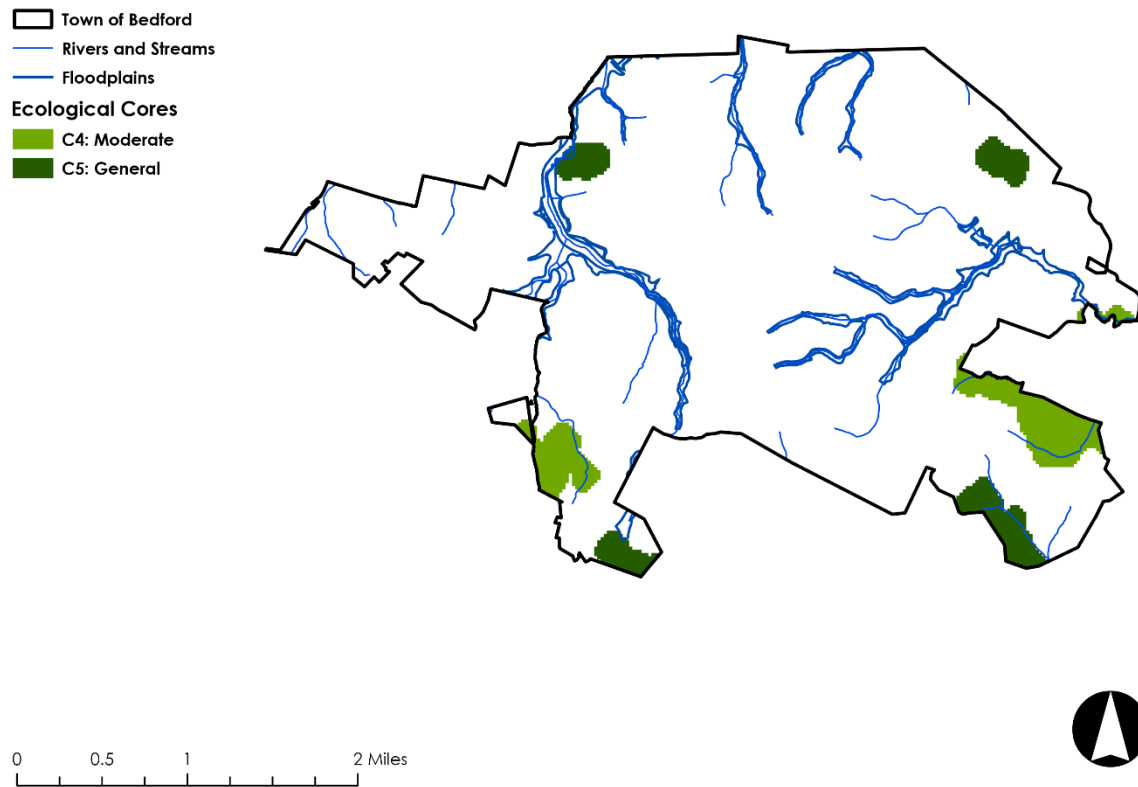 Town of Bedford
Rivers and Streams
Floodplains
Ecological Cores
C4: Moderate
C5: General
0 0.5 1 2 Miles